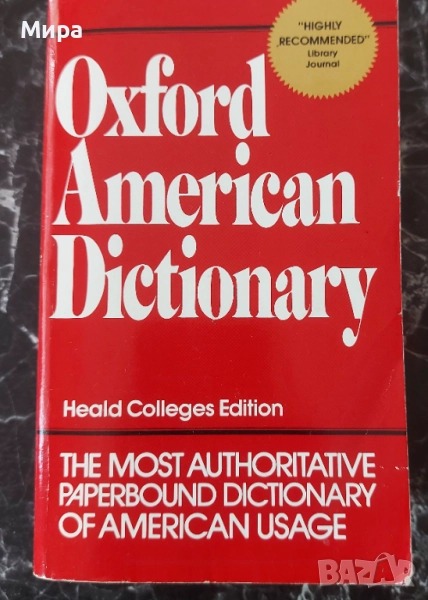 Мира
"HIGHLY
RECOMMENDED"
Library
Journal
Oxford
American
Dictionary
Heald Colleges Edition
THE MOST AUTHORITATIVE
PAPERBOUND DICTIONARY
OF AMERICAN USAGE
BAZAR